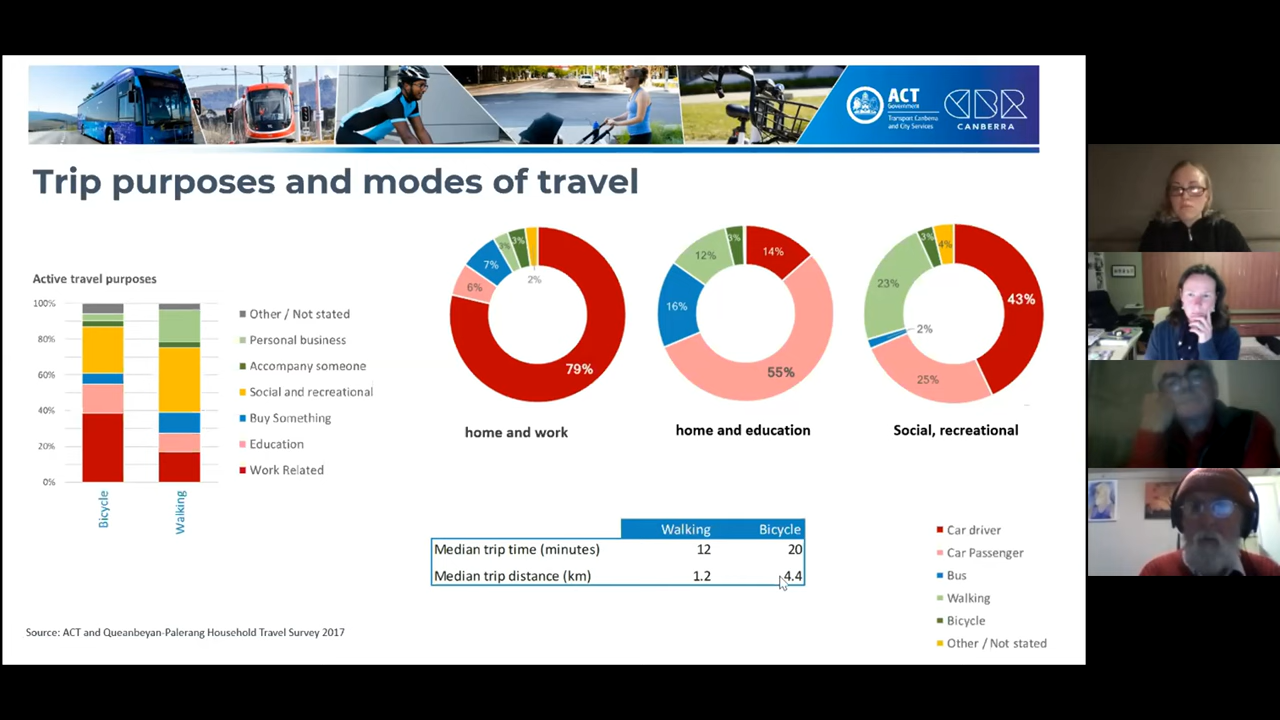 ACT
Government
Transport Canberra
and City Services
CBR
CANBERRA
Trip purposes and modes of travel
Active travel purposes
100%
80%
60%
40%
20%
0%
Bicycle
Walking
Other / Not stated
Personal business
Accompany someone
Social and recreational
Buy Something
Education
Work Related
3%
3%
7%
6%
2%
79%
home and work
3%
14%
12%
16%
55%
home and education
3%
4%
23%
43%
2%
25%
Social, recreational
Walking Bicycle
Median trip time (minutes) 12 20
Median trip distance (km) 1.2 4.4
Car driver
Car Passenger
Bus
Walking
Bicycle
Other / Not stated
Source: ACT and Queanbeyan-Palerang Household Travel Survey 2017